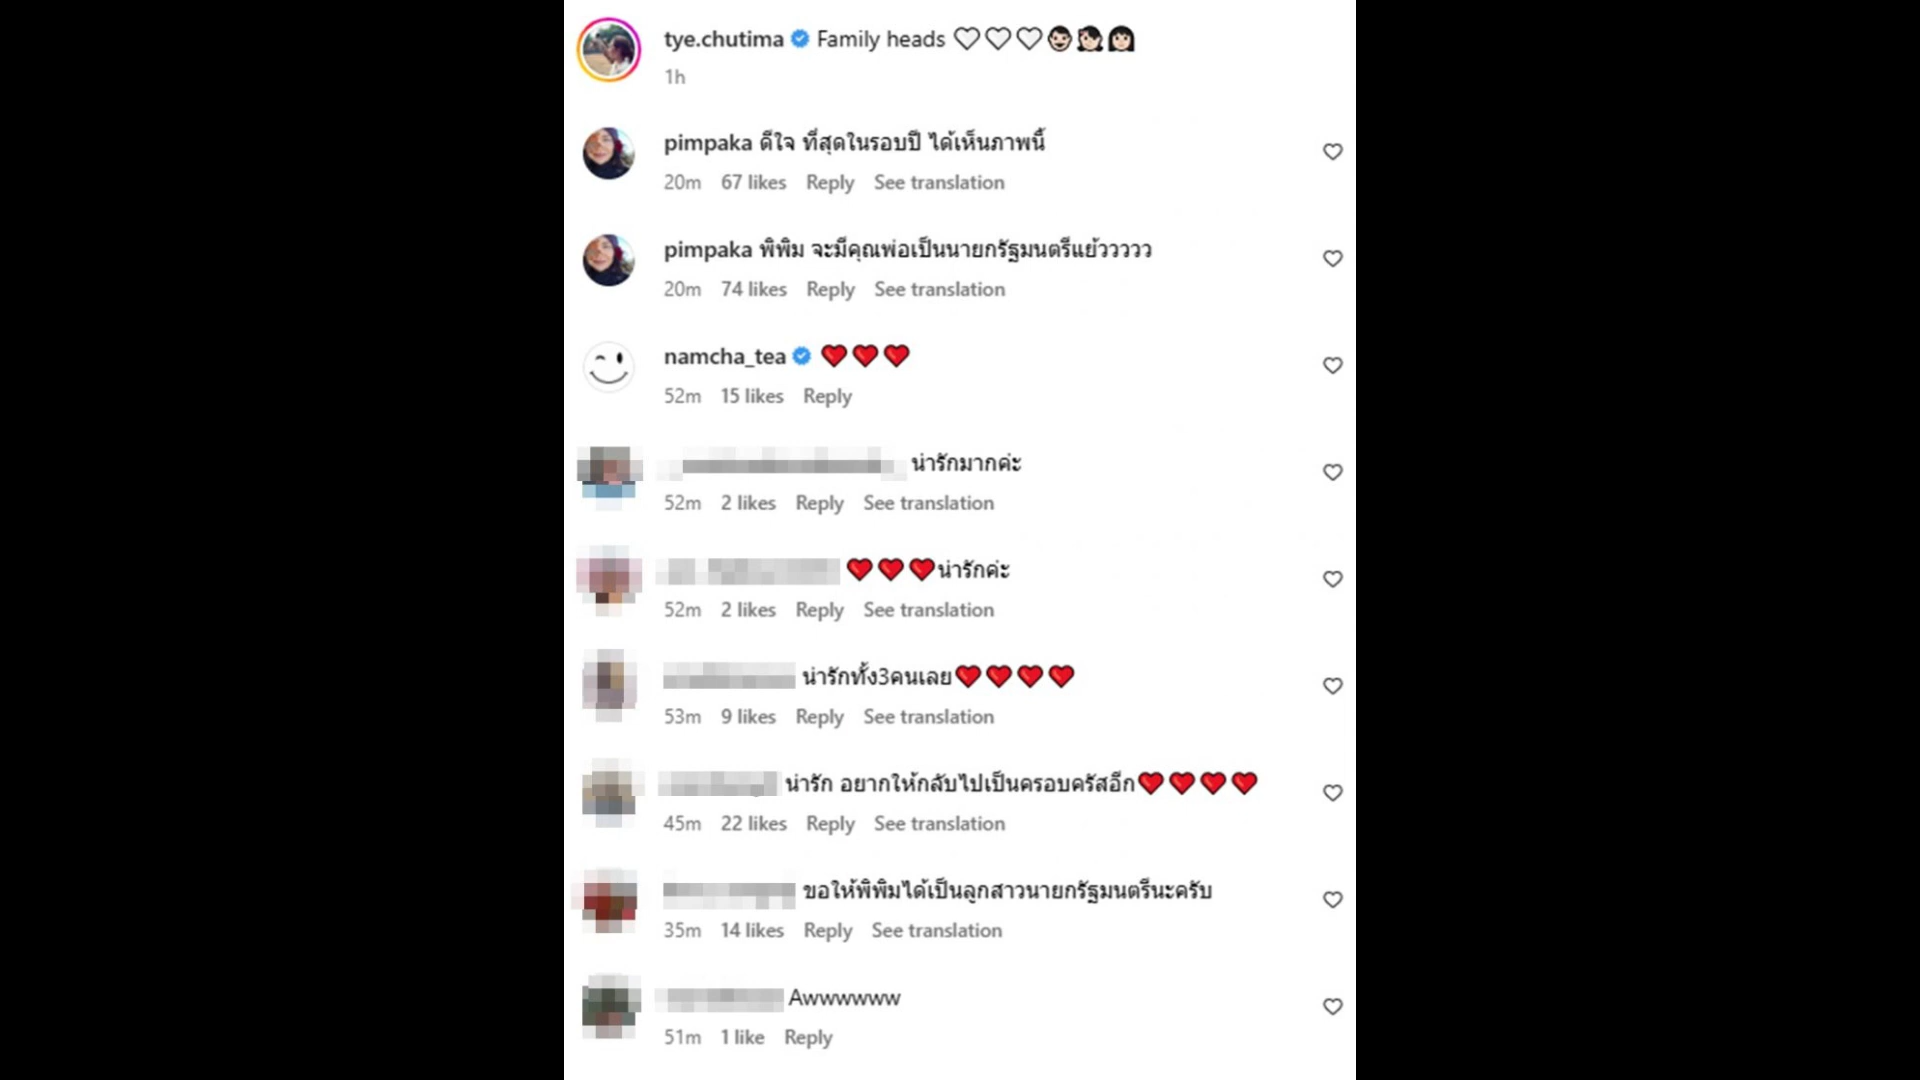 tye.chutima Family heads 🤍🤍🤍👨🏻👧🏻👩🏻
1h
pimpaka ดีใจ ที่สุดในรอบปี ได้เห็นภาพนี้
20m 67 likes Reply See translation
pimpaka พิพิม จะมีคุณพ่อเป็นนายกรัฐมนตรีแย้ววววว
20m 74 likes Reply See translation
namcha_tea ❤️❤️❤️
52m 15 likes Reply
น่ารักมากค่ะ
52m 2 likes Reply See translation
❤️❤️❤️น่ารักค่ะ
52m 2 likes Reply See translation
น่ารักทั้ง3คนเลย❤️❤️❤️❤️
53m 9 likes Reply See translation
น่ารัก อยากให้กลับไปเป็นครอบครัสอีก❤️❤️❤️❤️
45m 22 likes Reply See translation
ขอให้พิพิมได้เป็นลูกสาวนายกรัฐมนตรีนะครับ
35m 14 likes Reply See translation
Awwwwww
51m 1 like Reply